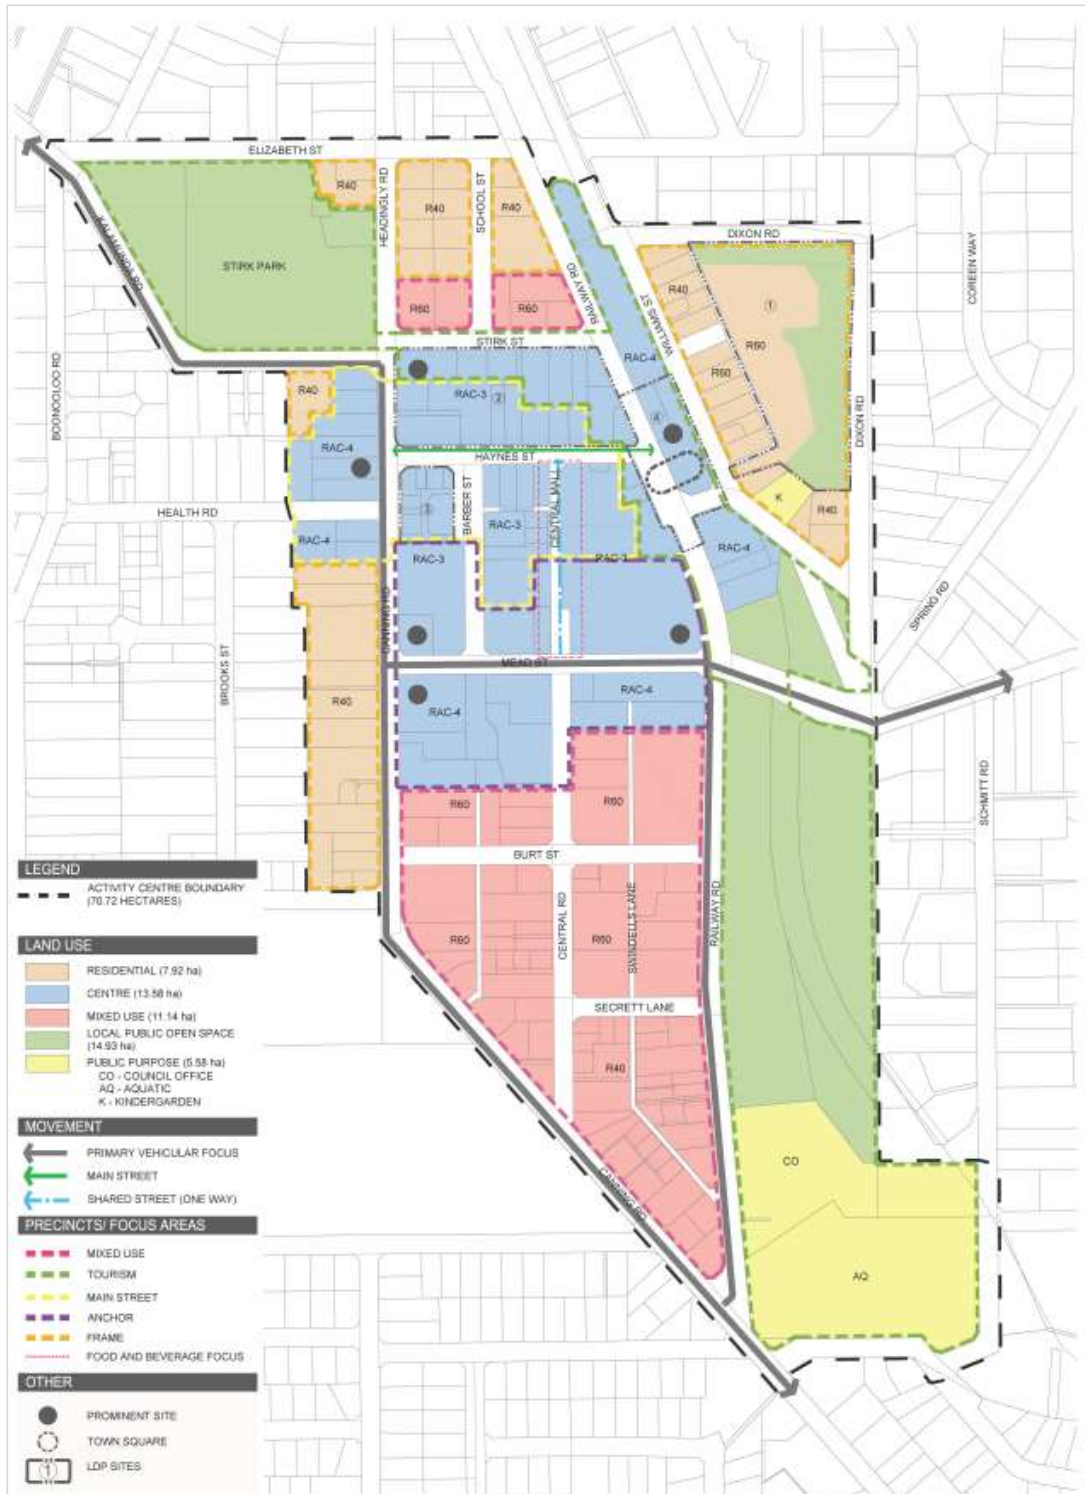 ELIZABETH ST
R40
HEADINGLY RD
R40
SCHOOL ST
R40
DIXON RD
COREEN WAY
KALAMUNDA RD
STIRK PARK
RAILWAY RD
WILLIAMS ST
R40
1
R60
R60
R60
R60
STIRK ST
RAC-4
DIXON RD
BOONOOLOO RD
R40
RAC-3
2
4
RAC-4
HAYNES ST
HEALTH RD
RAC-4
3
BARBER ST
RAC-3
CENTRAL MALL
K
R40
RAC-3
RAC-3
RAC-4
CANNING RD
SPRING RD
BROOKS ST
MEAD ST
R40
RAC-4
RAC-4
SCHMITT RD
R60
R60
BURT ST
CENTRAL RD
SWINDELLS LANE
RAILWAY RD
R60
R60
SECRETT LANE
R40
CANNING RD
CO
AQ
LEGEND
ACTIVITY CENTRE BOUNDARY
(70.72 HECTARES)
LAND USE
RESIDENTIAL (7.92 ha)
CENTRE (13.58 ha)
MIXED USE (11.14 ha)
LOCAL PUBLIC OPEN SPACE
(14.93 ha)
PUBLIC PURPOSE (5.58 ha)
CO - COUNCIL OFFICE
AQ - AQUATIC
K - KINDERGARDEN
MOVEMENT
PRIMARY VEHICULAR FOCUS
MAIN STREET
SHARED STREET (ONE WAY)
PRECINCTS/ FOCUS AREAS
MIXED USE
TOURISM
MAIN STREET
ANCHOR
FRAME
FOOD AND BEVERAGE FOCUS
OTHER
PROMINENT SITE
TOWN SQUARE
1
LDP SITES